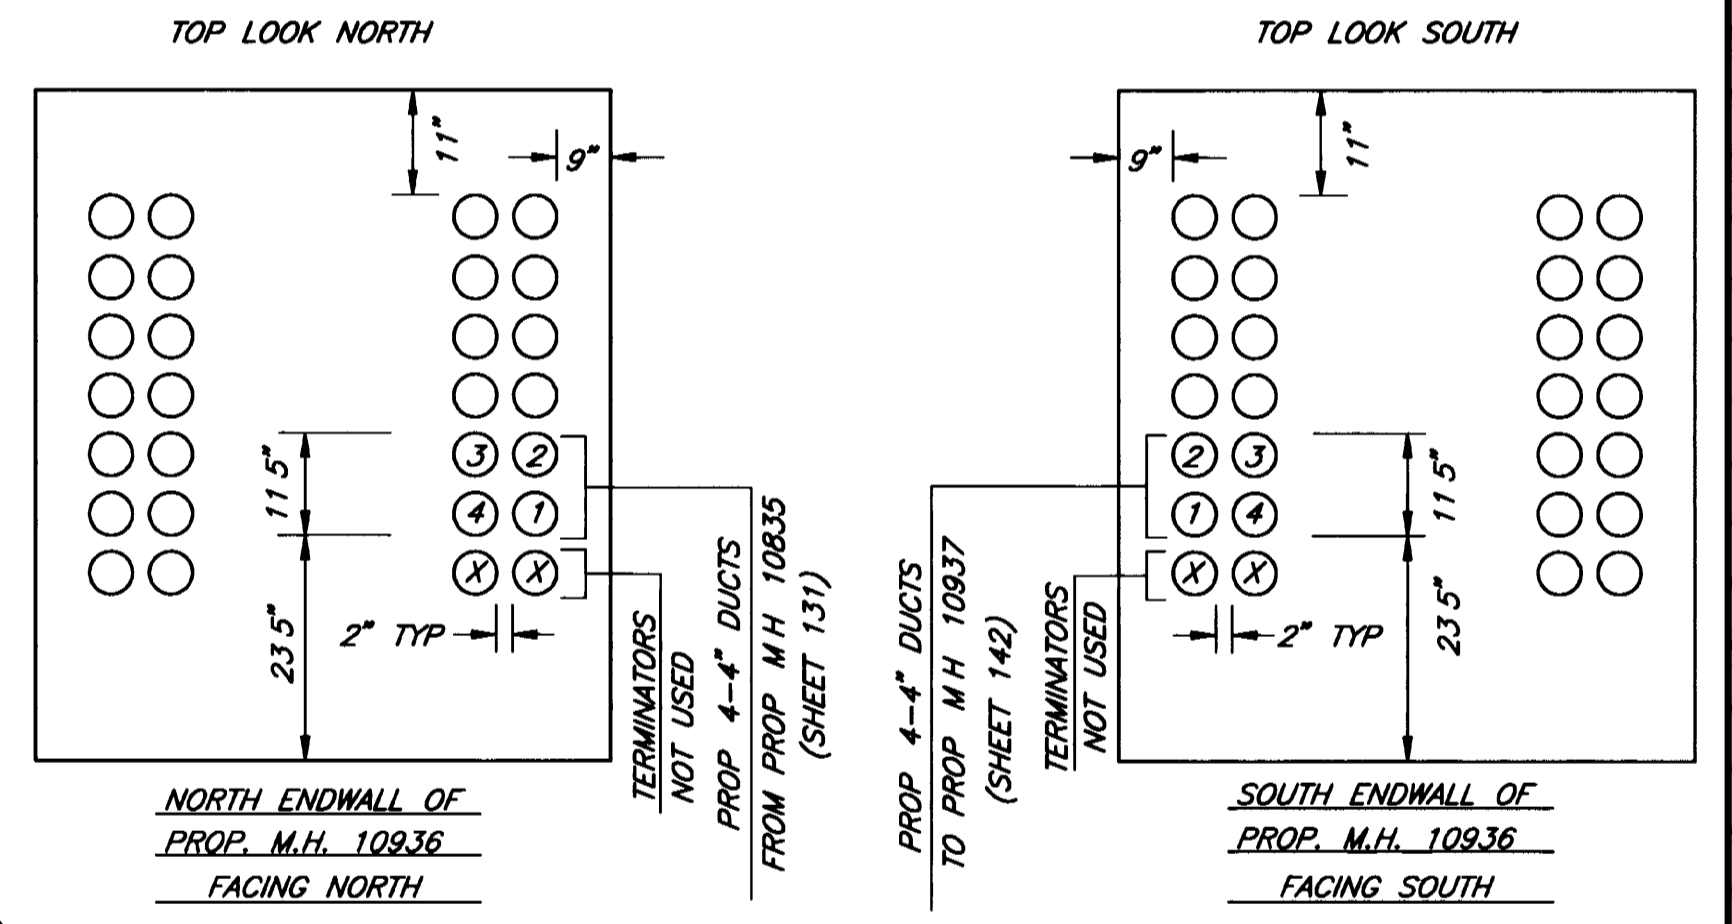 TOP LOOK NORTH
11"
9"
3 2
4 1
X X
11 5"
23 5"
2" TYP
TERMINATORS
NOT USED
PROP 4-4" DUCTS
FROM PROP M H 10835
(SHEET 131)
NORTH ENDWALL OF
PROP. M.H. 10936
FACING NORTH
TOP LOOK SOUTH
9"
11"
2 3
1 4
X X
11 5"
23 5"
2" TYP
PROP 4-4" DUCTS
TO PROP M H 10937
(SHEET 142)
TERMINATORS
NOT USED
SOUTH ENDWALL OF
PROP. M.H. 10936
FACING SOUTH